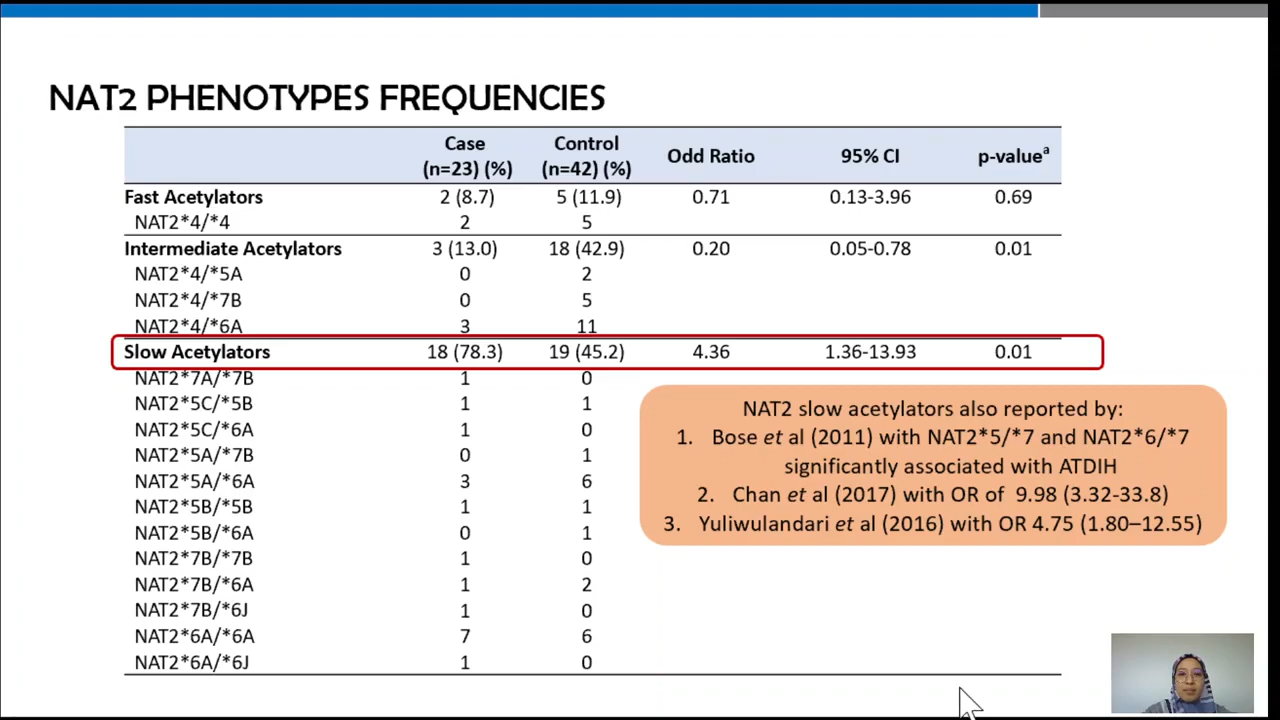 NAT2 PHENOTYPES FREQUENCIES
Case (n=23) (%) Control (n=42) (%) Odd Ratio 95% CI p-valueᵃ
Fast Acetylators 2 (8.7) 5 (11.9) 0.71 0.13-3.96 0.69
NAT2*4/*4 2 5
Intermediate Acetylators 3 (13.0) 18 (42.9) 0.20 0.05-0.78 0.01
NAT2*4/*5A 0 2
NAT2*4/*7B 0 5
NAT2*4/*6A 3 11
Slow Acetylators 18 (78.3) 19 (45.2) 4.36 1.36-13.93 0.01
NAT2*7A/*7B 1 0
NAT2*5C/*5B 1 1
NAT2*5C/*6A 1 0
NAT2*5A/*7B 0 1
NAT2*5A/*6A 3 6
NAT2*5B/*5B 1 1
NAT2*5B/*6A 0 1
NAT2*7B/*7B 1 0
NAT2*7B/*6A 1 2
NAT2*7B/*6J 1 0
NAT2*6A/*6A 7 6
NAT2*6A/*6J 1 0
NAT2 slow acetylators also reported by:
1. Bose et al (2011) with NAT2*5/*7 and NAT2*6/*7
significantly associated with ATDIH
2. Chan et al (2017) with OR of 9.98 (3.32-33.8)
3. Yuliwulandari et al (2016) with OR 4.75 (1.80–12.55)